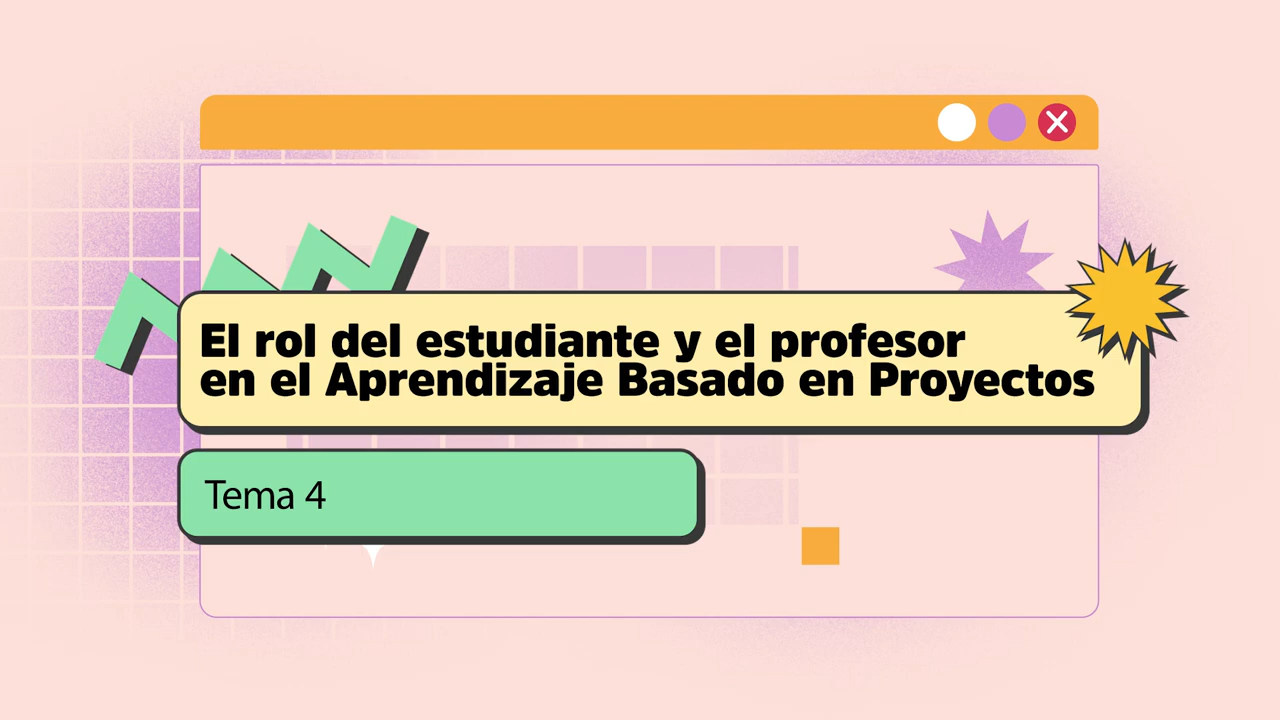 El rol del estudiante y el profesor
en el Aprendizaje Basado en Proyectos
Tema 4